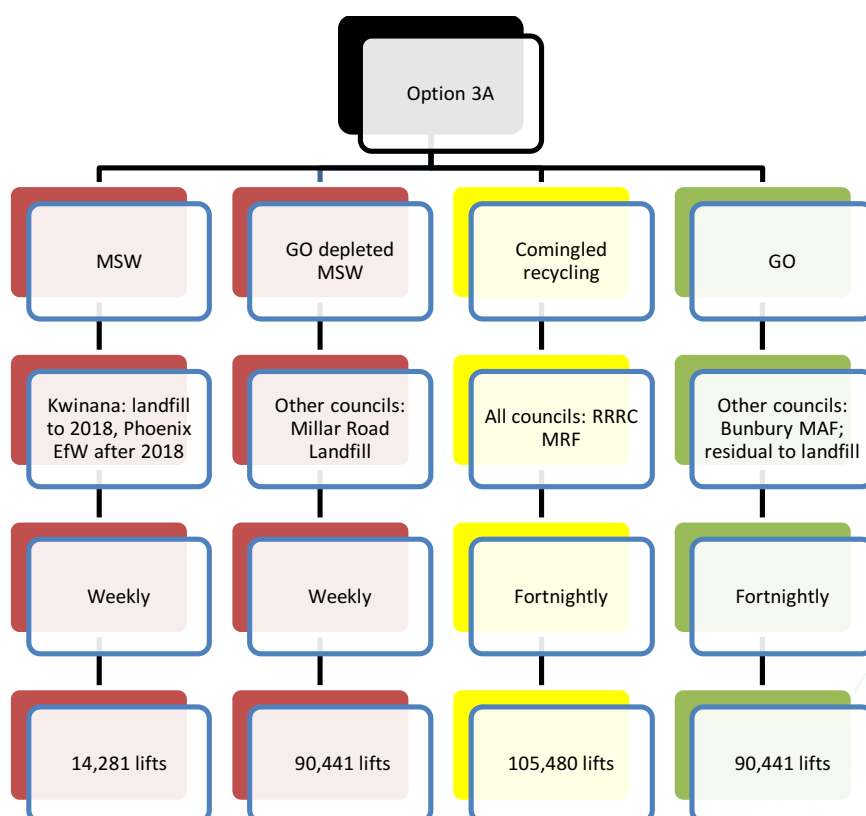 Option 3A
MSW
GO depleted
MSW
Comingled
recycling
GO
Kwinana: landfill
to 2018, Phoenix
EfW after 2018
Other councils:
Millar Road
Landfill
All councils: RRRC
MRF
Other councils:
Bunbury MAF;
residual to landfill
Weekly
Weekly
Fortnightly
Fortnightly
14,281 lifts
90,441 lifts
105,480 lifts
90,441 lifts